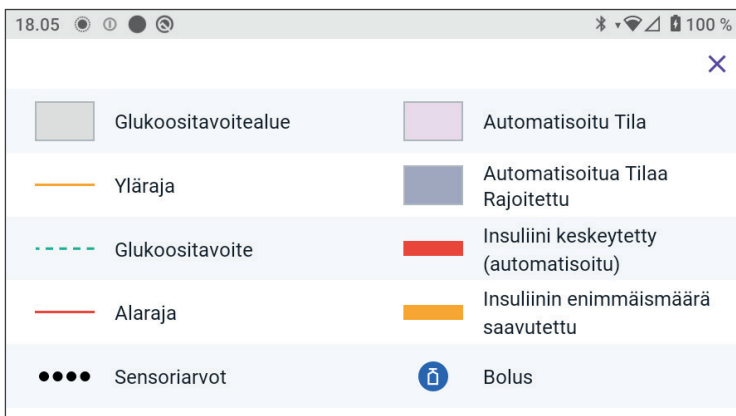 18.05 100 %
Glukoositavoitealue
Automatisoitu Tila
Yläraja
Automatisoitua Tilaa
Rajoitettu
Glukoositavoite
Insuliini keskeytetty
(automatisoitu)
Alaraja
Insuliinin enimmäismäärä
saavutettu
Sensoriarvot
Bolus